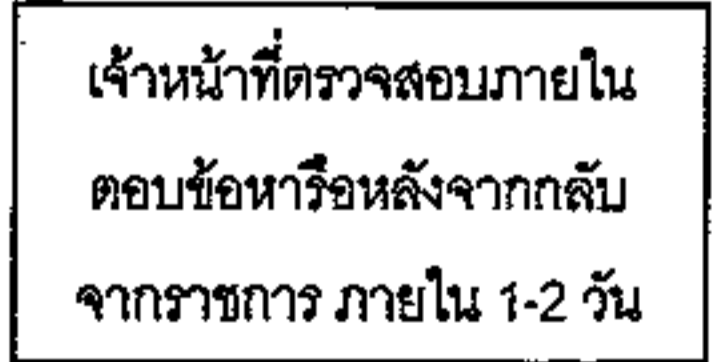 เจ้าหน้าที่ตรวจสอบภายใน
ตอบข้อหารือหลังจากกลับ
จากราชการ ภายใน 1-2 วัน